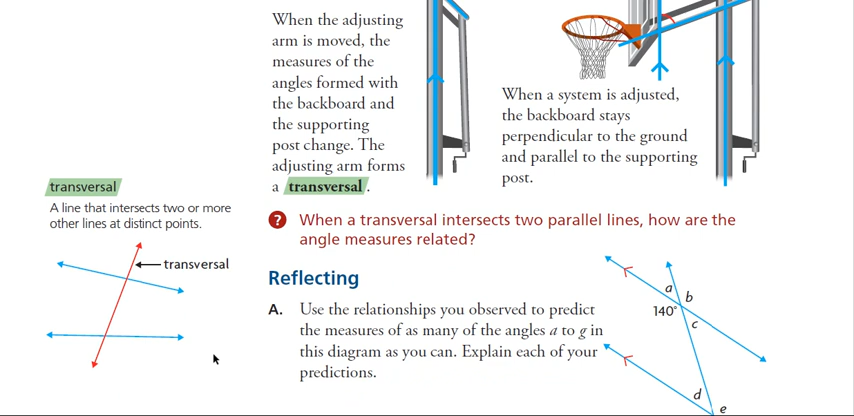 When the adjusting
arm is moved, the
measures of the
angles formed with
the backboard and
the supporting
post change. The
adjusting arm forms
a transversal.
When a system is adjusted,
the backboard stays
perpendicular to the ground
and parallel to the supporting
post.
transversal
A line that intersects two or more
other lines at distinct points.
transversal
? When a transversal intersects two parallel lines, how are the
angle measures related?
Reflecting
A. Use the relationships you observed to predict
the measures of as many of the angles a to g in
this diagram as you can. Explain each of your
predictions.
a
b
140°
c
d
e